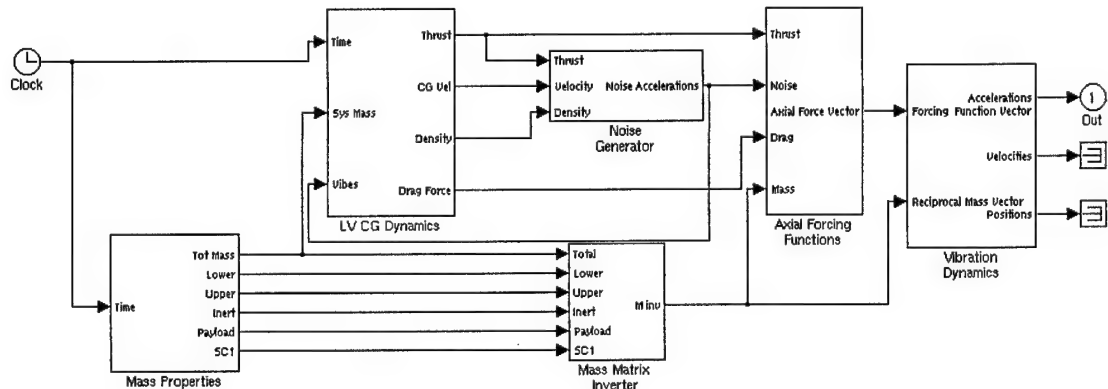 Clock
Time
Sys Mass
Vibes
Thrust
CG Vel
Density
Drag Force
LV CG Dynamics
Thrust
Velocity
Density
Noise Accelerations
Noise
Generator
Thrust
Noise
Axial Force Vector
Drag
Mass
Axial Forcing
Functions
Accelerations
Forcing Function Vector
Velocities
Reciprocal Mass Vector
Positions
Vibration
Dynamics
1
Out
Time
Tot Mass
Lower
Upper
Inert
Payload
SC1
Mass Properties
Total
Lower
Upper
Inert
Payload
SC1
M inv
Mass Matrix
Inverter